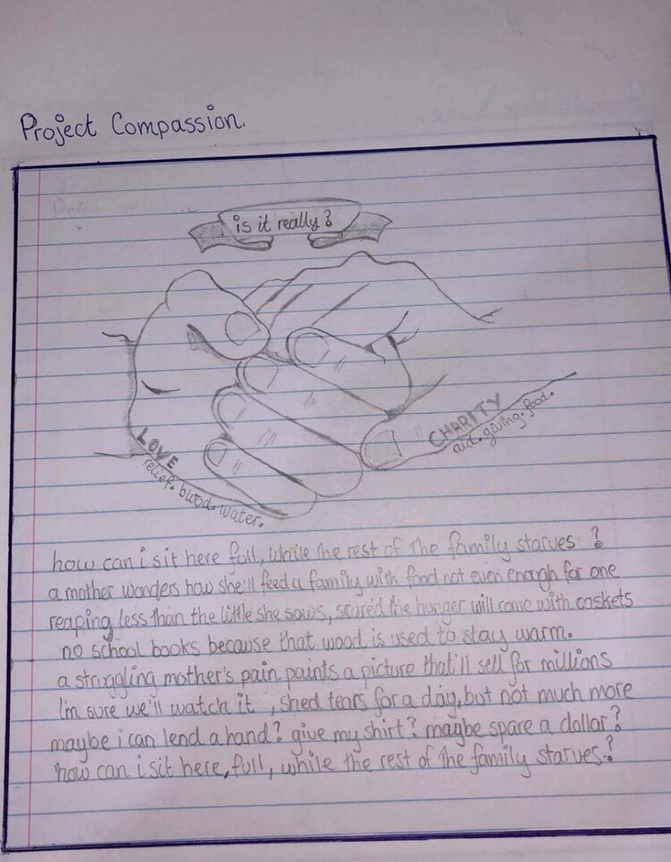 Project Compassion.
is it really?
LOVE
relief. blood. water.
CHARITY
aid. giving. food.
how can i sit here full, while the rest of the family starves?
a mother wonders how she'll feed a family with food not even enough for one
reaping less than the little she sows, scared the hunger will come with caskets
no school books because that wood is used to stay warm.
a struggling mother's pain paints a picture that'll sell for millions
I'm sure we'll watch it, shed tears for a day, but not much more
maybe i can lend a hand? give my shirt? maybe spare a dollar?
how can i sit here, full, while the rest of the family starves?